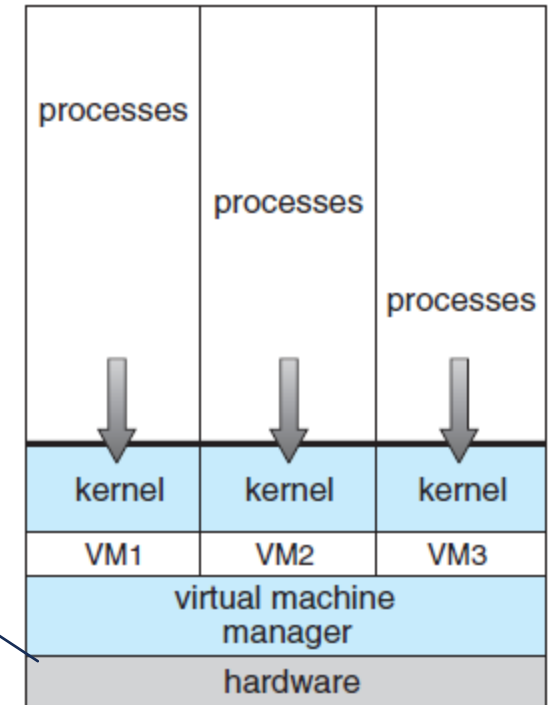 processes
processes
processes
kernel kernel kernel
VM1 VM2 VM3
virtual machine
manager
hardware